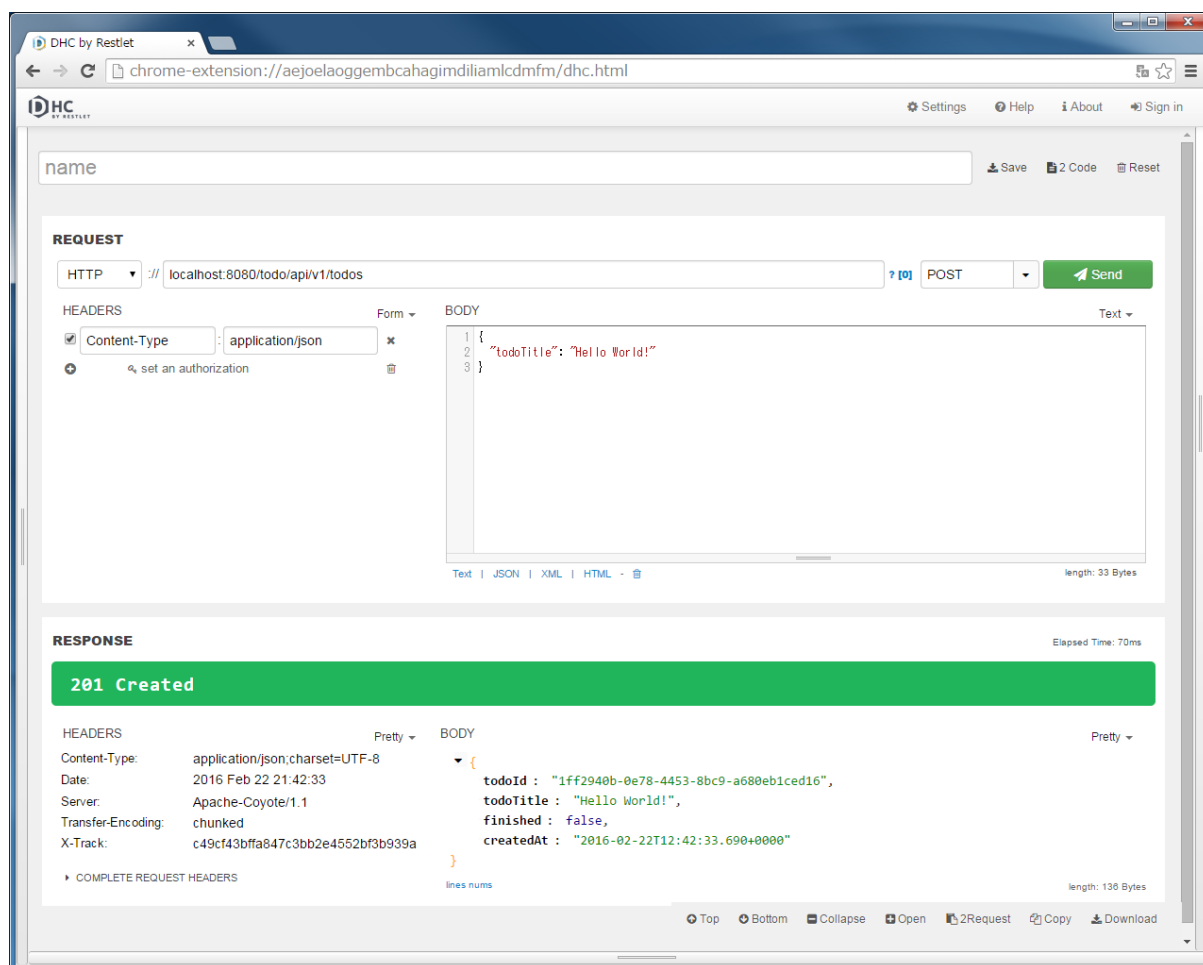 DHC by Restlet ×
chrome-extension://aejoelaoggembcahagimdiliamlcdmfm/dhc.html
DHC BY RESTLET Settings Help About Sign in
name Save 2 Code Reset
REQUEST
HTTP :// localhost:8080/todo/api/v1/todos ? [0] POST Send
HEADERS Form BODY Text
Content-Type : application/json
set an authorization
1 {
2 "todoTitle": "Hello World!"
3 }
Text | JSON | XML | HTML - length: 33 Bytes
RESPONSE Elapsed Time: 70ms
201 Created
HEADERS Pretty BODY Pretty
Content-Type: application/json;charset=UTF-8
Date: 2016 Feb 22 21:42:33
Server: Apache-Coyote/1.1
Transfer-Encoding: chunked
X-Track: c49cf43bffa847c3bb2e4552bf3b939a
COMPLETE REQUEST HEADERS
{
todoId : "1ff2940b-0e78-4453-8bc9-a680eb1ced16",
todoTitle : "Hello World!",
finished : false,
createdAt : "2016-02-22T12:42:33.690+0000"
}
lines nums length: 136 Bytes
Top Bottom Collapse Open 2Request Copy Download